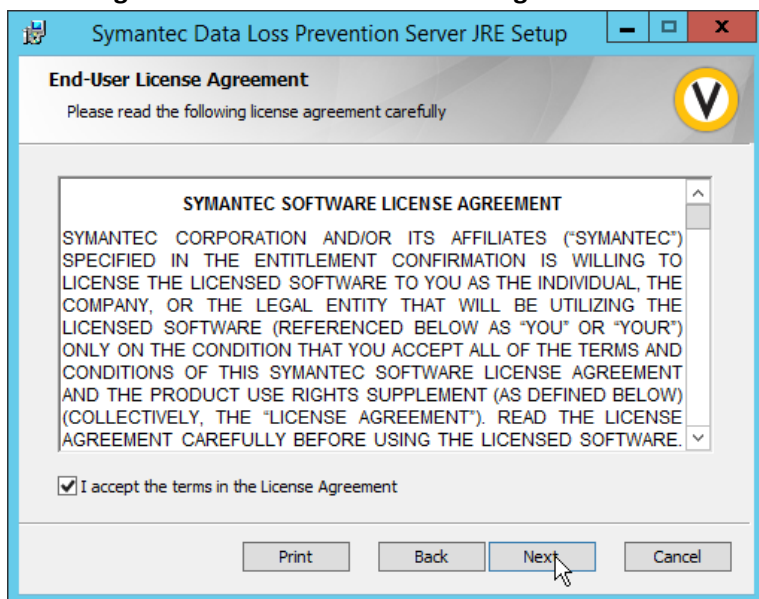 Symantec Data Loss Prevention Server JRE Setup
End-User License Agreement
Please read the following license agreement carefully
SYMANTEC SOFTWARE LICENSE AGREEMENT
SYMANTEC CORPORATION AND/OR ITS AFFILIATES ("SYMANTEC")
SPECIFIED IN THE ENTITLEMENT CONFIRMATION IS WILLING TO
LICENSE THE LICENSED SOFTWARE TO YOU AS THE INDIVIDUAL, THE
COMPANY, OR THE LEGAL ENTITY THAT WILL BE UTILIZING THE
LICENSED SOFTWARE (REFERENCED BELOW AS “YOU” OR “YOUR”)
ONLY ON THE CONDITION THAT YOU ACCEPT ALL OF THE TERMS AND
CONDITIONS OF THIS SYMANTEC SOFTWARE LICENSE AGREEMENT
AND THE PRODUCT USE RIGHTS SUPPLEMENT (AS DEFINED BELOW)
(COLLECTIVELY, THE “LICENSE AGREEMENT”). READ THE LICENSE
AGREEMENT CAREFULLY BEFORE USING THE LICENSED SOFTWARE.
I accept the terms in the License Agreement
Print Back Next Cancel